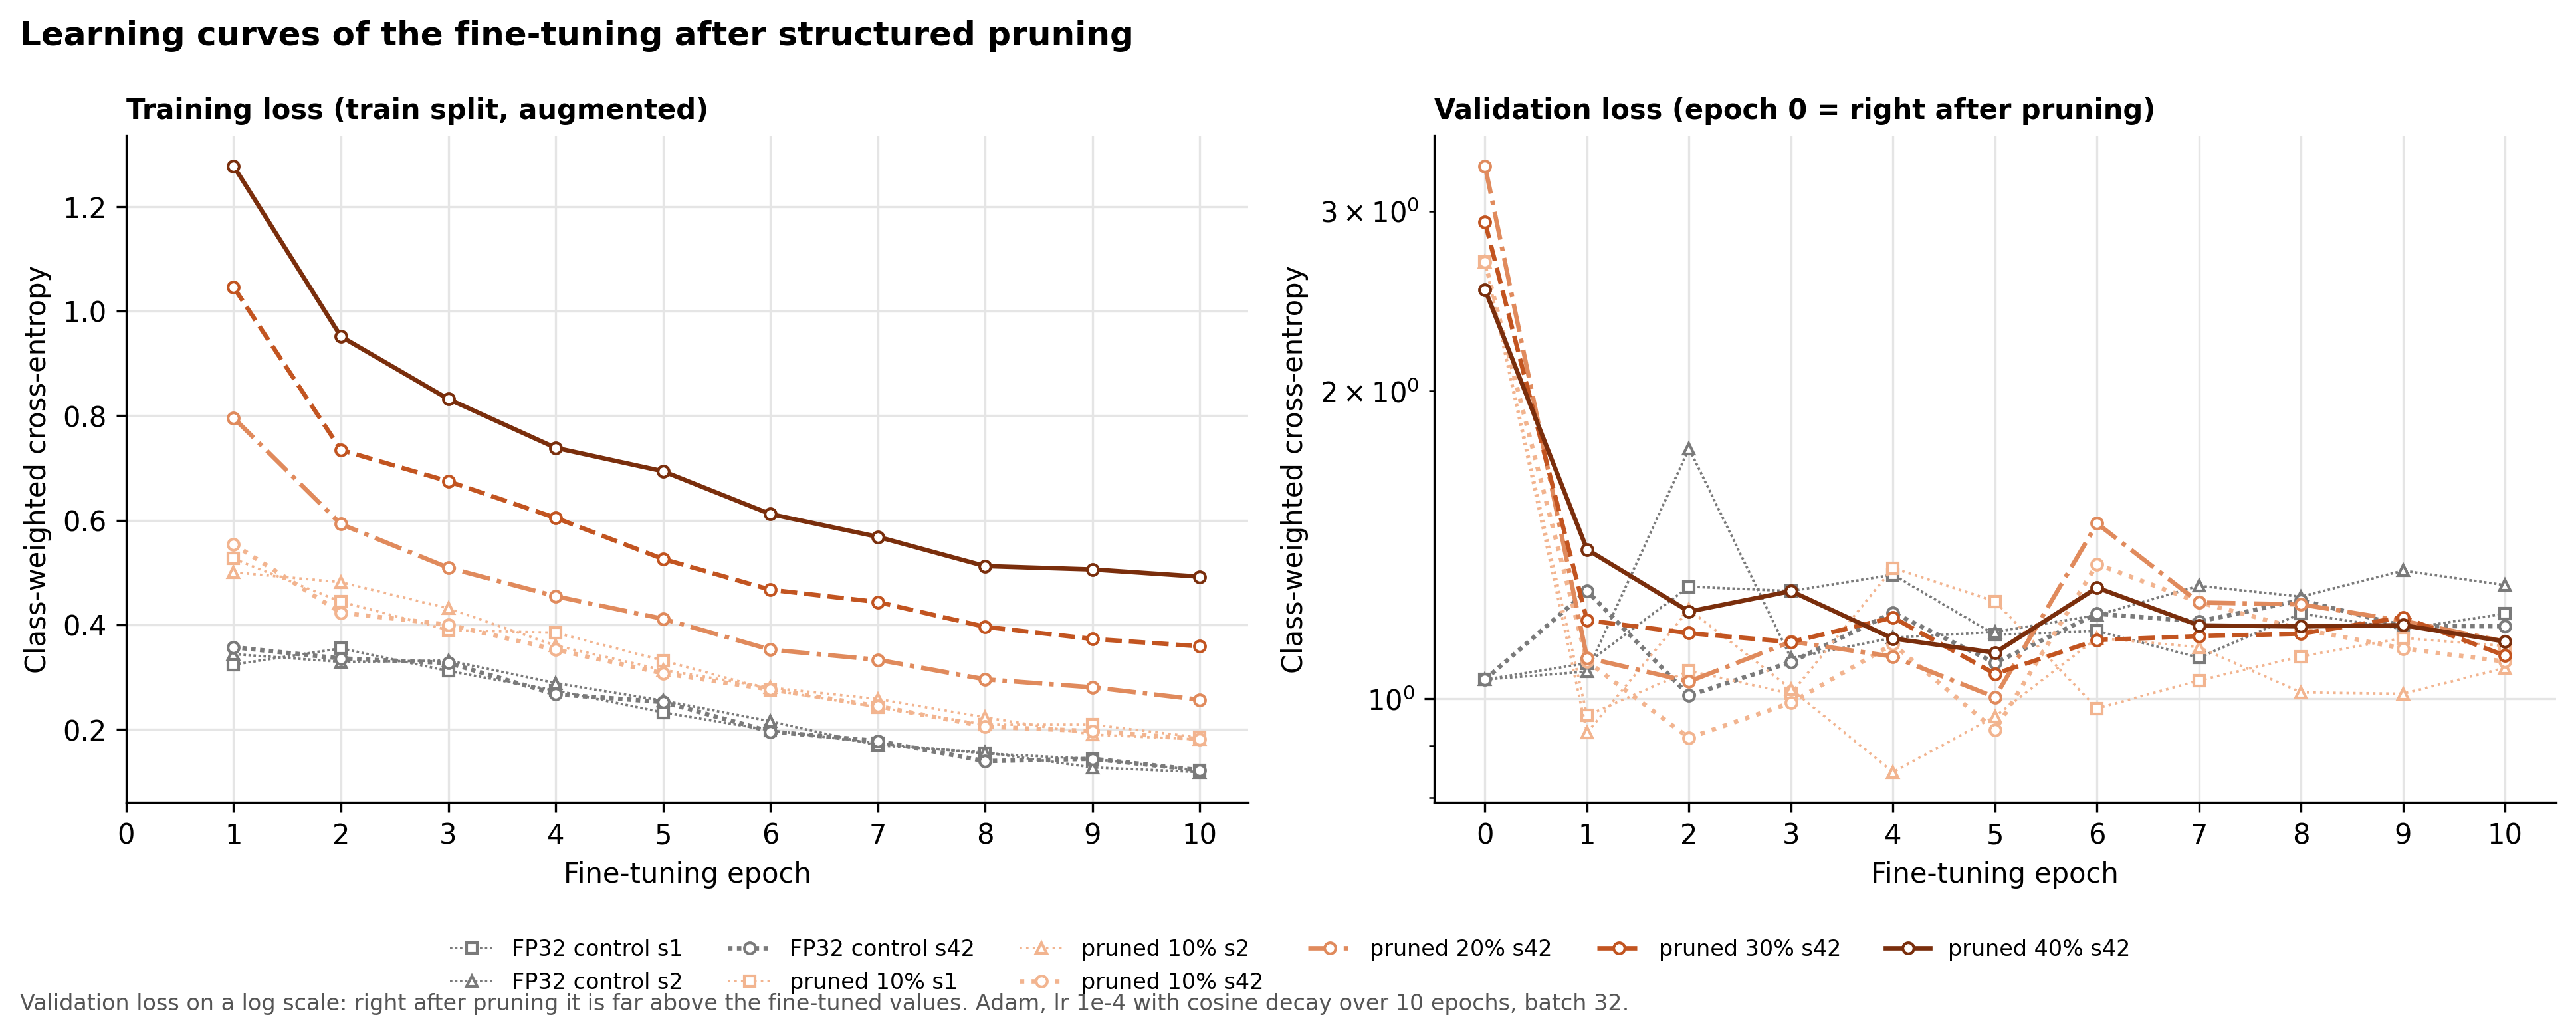 Learning curves of the fine-tuning after structured pruning
Training loss (train split, augmented)
Class-weighted cross-entropy
1.2
1.0
0.8
0.6
0.4
0.2
0 1 2 3 4 5 6 7 8 9 10
Fine-tuning epoch
Validation loss (epoch 0 = right after pruning)
Class-weighted cross-entropy
3 × 10⁰
2 × 10⁰
10⁰
0 1 2 3 4 5 6 7 8 9 10
Fine-tuning epoch
FP32 control s1 FP32 control s42 pruned 10% s2 pruned 20% s42 pruned 30% s42 pruned 40% s42
FP32 control s2 pruned 10% s1 pruned 10% s42
Validation loss on a log scale: right after pruning it is far above the fine-tuned values. Adam, lr 1e-4 with cosine decay over 10 epochs, batch 32.